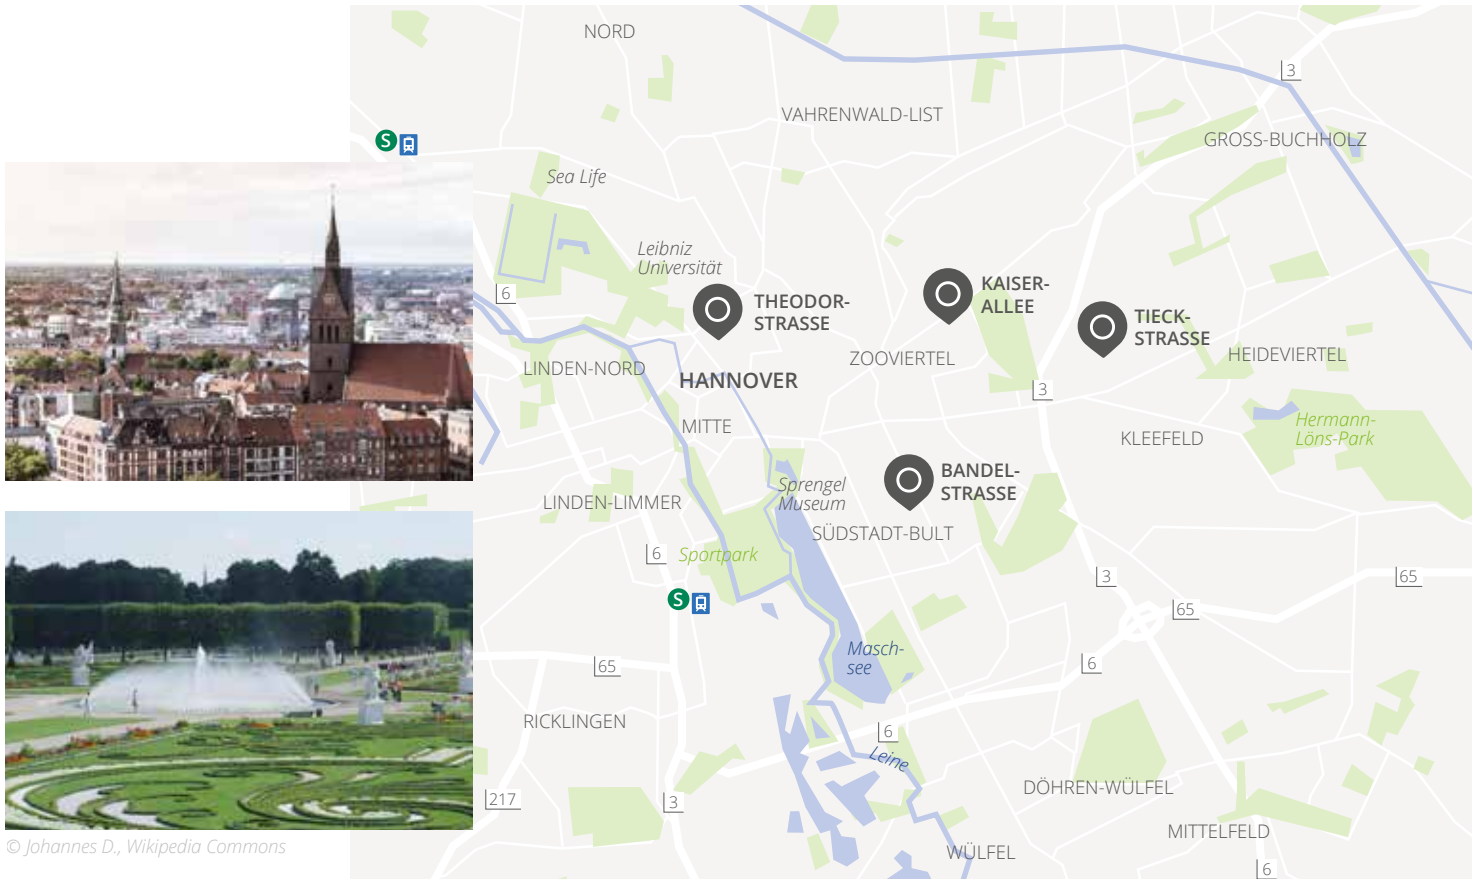 NORD
3
VAHRENWALD-LIST
GROSS-BUCHHOLZ
S
Sea Life
Leibniz
Universität
6
THEODOR-
STRASSE
KAISER-
ALLEE
TIECK-
STRASSE
ZOOVIERTEL
HEIDEVIERTEL
LINDEN-NORD
HANNOVER
3
MITTE
KLEEFELD
Hermann-
Löns-Park
BANDEL-
STRASSE
Sprengel
Museum
LINDEN-LIMMER
SÜDSTADT-BULT
6
Sportpark
3
65
S
65
Masch-
see
65
6
RICKLINGEN
6
Leine
217
3
DÖHREN-WÜLFEL
MITTELFELD
WÜLFEL
6
© Johannes D., Wikipedia Commons